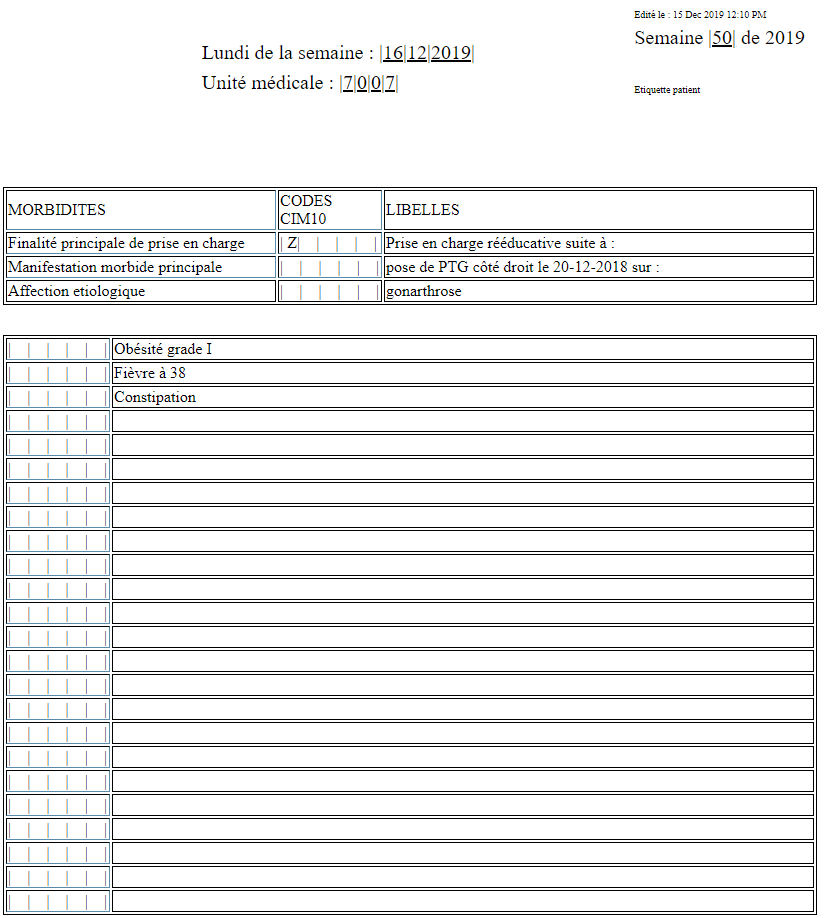 Edité le : 15 Dec 2019 12:10 PM
Semaine |50| de 2019
Lundi de la semaine : |16|12|2019|
Unité médicale : |7|0|0|7|
Etiquette patient
MORBIDITES CODES CIM10 LIBELLES
Finalité principale de prise en charge | Z| | | | | Prise en charge rééducative suite à :
Manifestation morbide principale | | | | | | pose de PTG côté droit le 20-12-2018 sur :
Affection etiologique | | | | | | gonarthrose
| | | | | | Obésité grade I
| | | | | | Fièvre à 38
| | | | | | Constipation